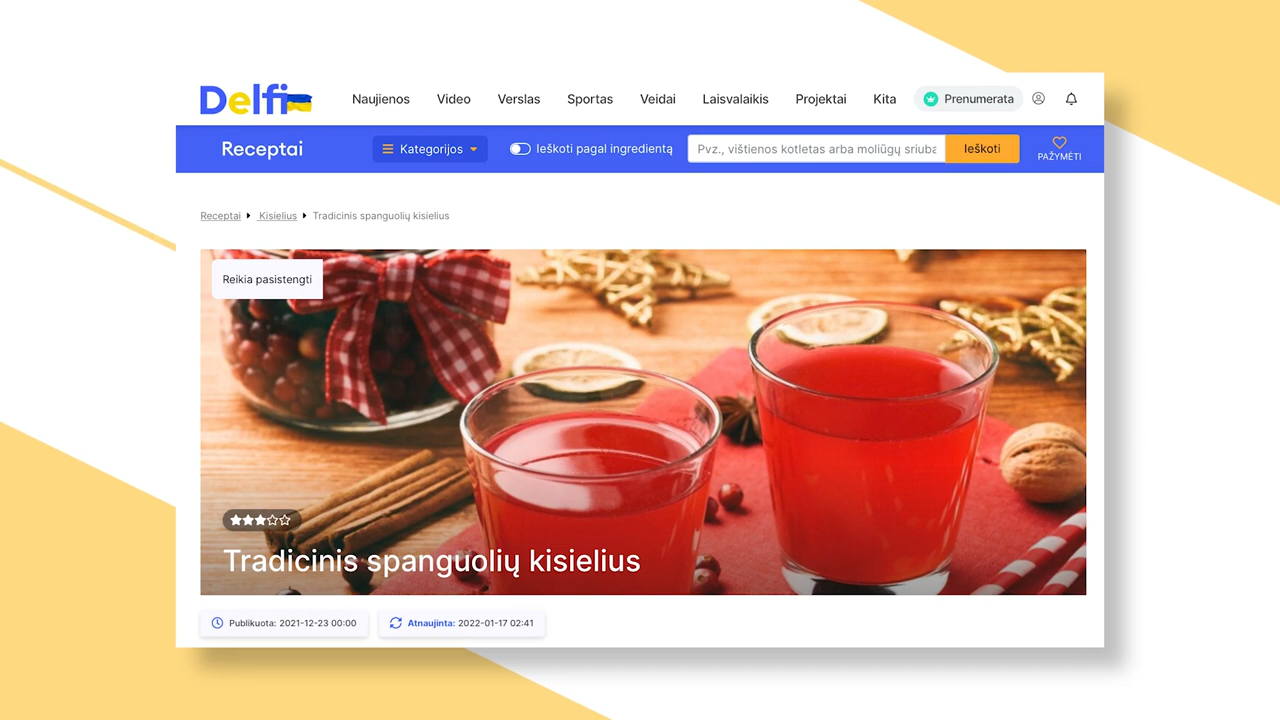 Delfi
Naujienos Video Verslas Sportas Veidai Laisvalaikis Projektai Kita Prenumerata
Receptai Kategorijos Ieškoti pagal ingredientą Pvz., vištienos kotletas arba moliūgų sriuba Ieškoti PAŽYMĖTI
Receptai Kisielius Tradicinis spanguolių kisielius
Reikia pasistengti
Tradicinis spanguolių kisielius
Publikuota: 2021-12-23 00:00 Atnaujinta: 2022-01-17 02:41